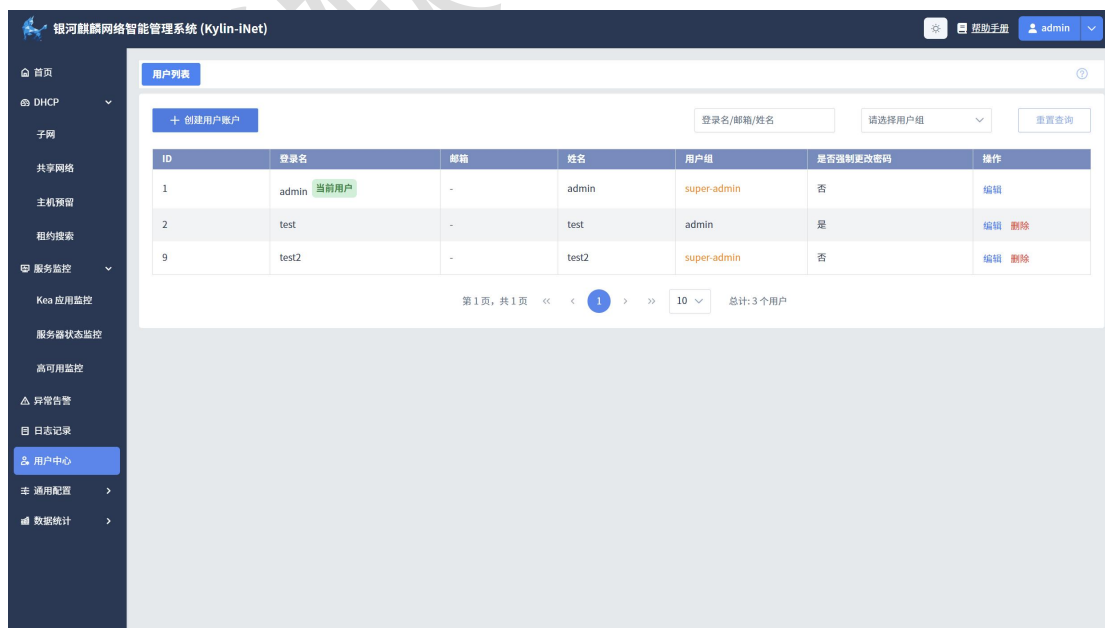 银河麒麟网络智能管理系统 (Kylin-iNet)
帮助手册
admin
首页
DHCP
子网
共享网络
主机预留
租约搜索
服务监控
Kea 应用监控
服务器状态监控
高可用监控
异常告警
日志记录
用户中心
通用配置
数据统计
用户列表
创建用户账户 登录名/邮箱/姓名 请选择用户组 重置查询
ID 登录名 邮箱 姓名 用户组 是否强制更改密码 操作
1 admin 当前用户 - admin super-admin 否 编辑
2 test - test admin 是 编辑 删除
9 test2 - test2 super-admin 否 编辑 删除
第 1 页, 共 1 页 « ‹ 1 › » 10 总计: 3 个用户